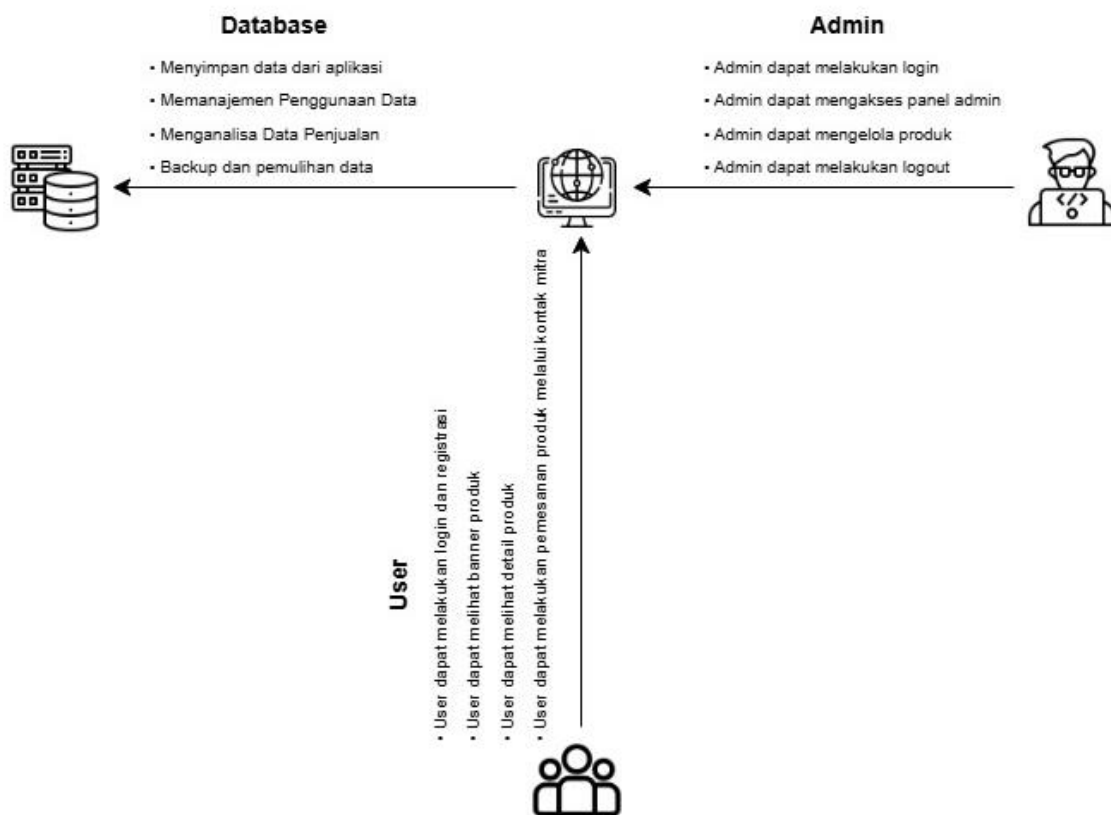 Database
▪ Menyimpan data dari aplikasi
▪ Memanajemen Penggunaan Data
▪ Menganalisa Data Penjualan
▪ Backup dan pemulihan data
Admin
▪ Admin dapat melakukan login
▪ Admin dapat mengakses panel admin
▪ Admin dapat mengelola produk
▪ Admin dapat melakukan logout
User
▪ User dapat melakukan login dan registrasi
▪ User dapat melihat banner produk
▪ User dapat melihat detail produk
▪ User dapat melakukan pemesanan produk melalui kontak mitra